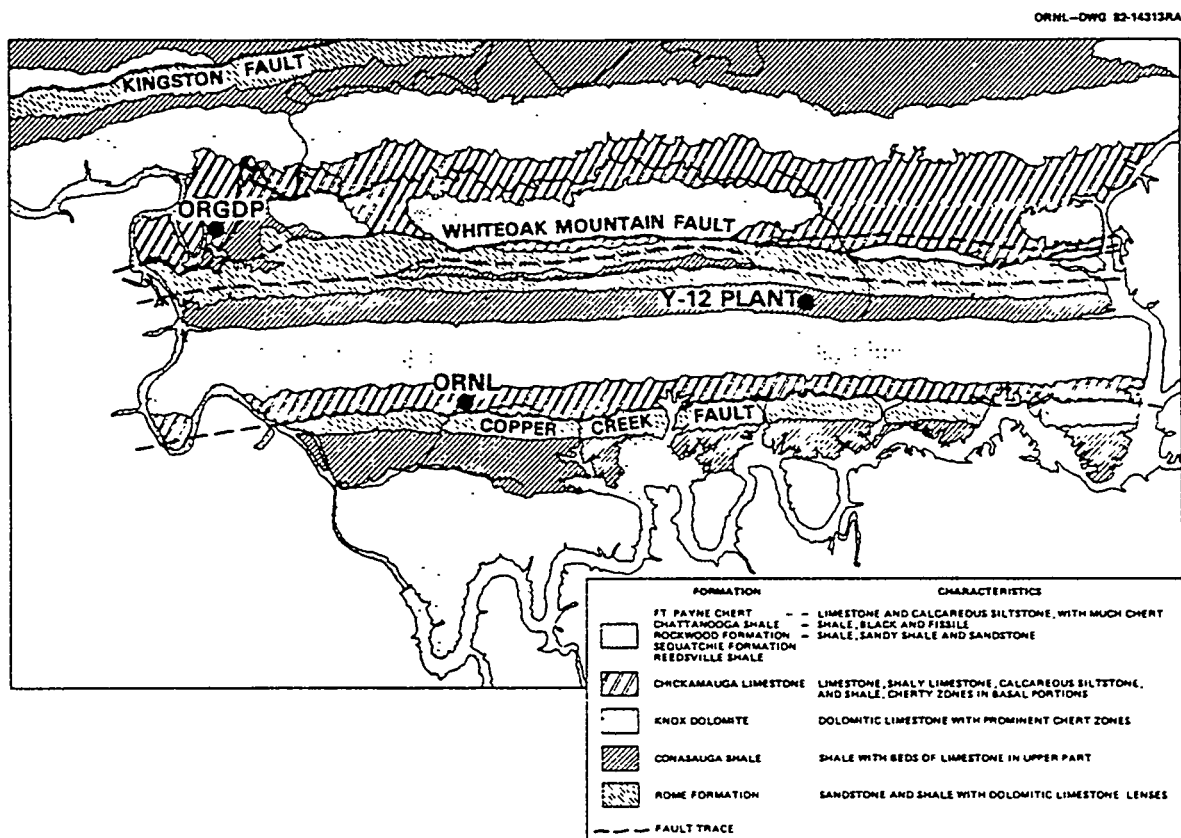 ORNL-DWG 82-14313RA
KINGSTON FAULT
ORGDP
WHITEOAK MOUNTAIN FAULT
Y-12 PLANT
ORNL
COPPER CREEK FAULT
FORMATION CHARACTERISTICS
FT. PAYNE CHERT -- LIMESTONE AND CALCAREOUS SILTSTONE, WITH MUCH CHERT
CHATTANOOGA SHALE - SHALE, BLACK AND FISSILE
ROCKWOOD FORMATION - SHALE, SANDY SHALE AND SANDSTONE
SEQUATCHIE FORMATION
REEDSVILLE SHALE
CHICKAMAUGA LIMESTONE LIMESTONE, SHALY LIMESTONE, CALCAREOUS SILTSTONE,
AND SHALE, CHERTY ZONES IN BASAL PORTIONS
KNOX DOLOMITE DOLOMITIC LIMESTONE WITH PROMINENT CHERT ZONES
CONASAUGA SHALE SHALE WITH BEDS OF LIMESTONE IN UPPER PART
ROME FORMATION SANDSTONE AND SHALE WITH DOLOMITIC LIMESTONE LENSES
FAULT TRACE